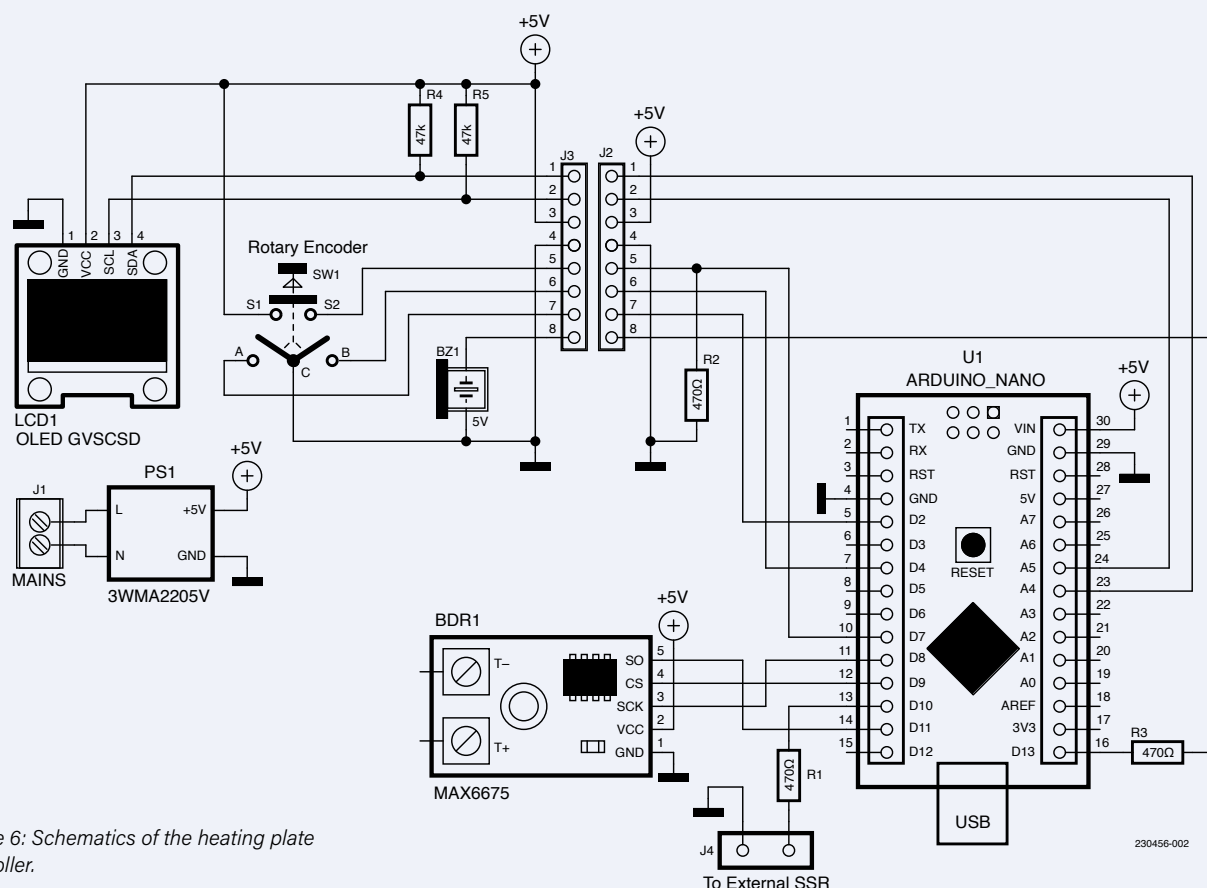 +5V
R4
R5
47k
47k
+5V
J3
J2
1
2
3
4
5
6
7
8
1
2
3
4
5
6
7
8
1
2
3
4
GND
VCC
SCL
SDA
LCD1
OLED GVSCSD
Rotary Encoder
SW1
S1
S2
A
B
C
BZ1
5V
R2
470Ω
J1
MAINS
PS1
L
N
+5V
GND
3WMA2205V
+5V
U1
ARDUINO_NANO
+5V
1 TX
2 RX
3 RST
4 GND
5 D2
6 D3
7 D4
8 D5
9 D6
10 D7
11 D8
12 D9
13 D10
14 D11
15 D12
VIN 30
GND 29
RST 28
5V 27
A7 26
A6 25
A5 24
A4 23
A3 22
A2 21
A1 20
A0 19
AREF 18
3V3 17
D13 16
RESET
USB
R3
470Ω
BDR1
+5V
T–
T+
SO 5
CS 4
SCK 3
VCC 2
GND 1
MAX6675
470Ω
R1
J4
To External SSR
230456-002
e 6: Schematics of the heating plate
oller.